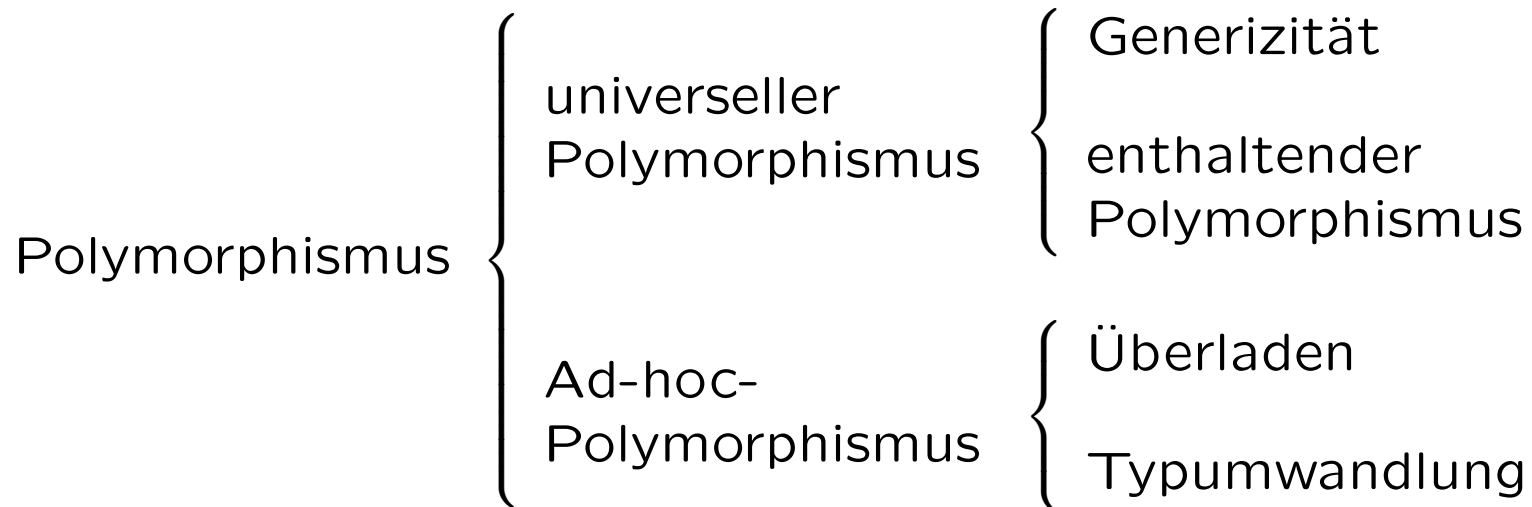 Polymorphismus
universeller
Polymorphismus
Generizität
enthaltender
Polymorphismus
Ad-hoc-
Polymorphismus
Überladen
Typumwandlung